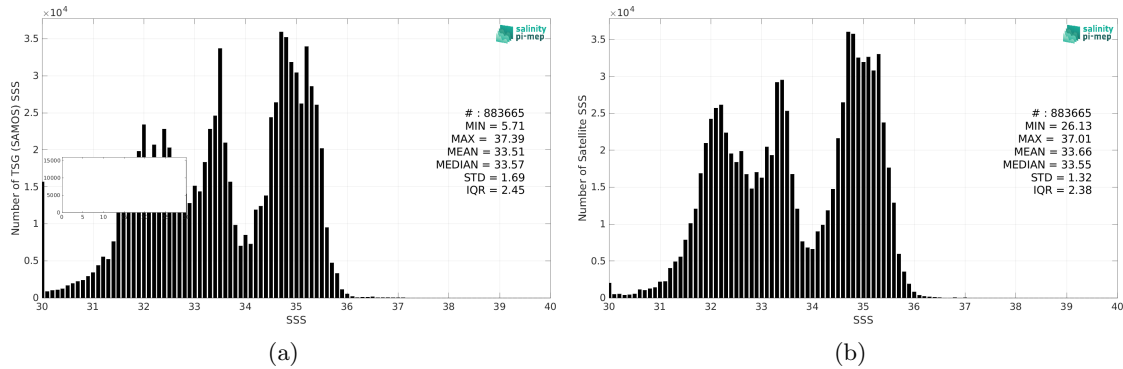 ×10⁴
3.5
3
2.5
2
1.5
1
0.5
0
Number of TSG (SAMOS) SSS
salinity
pi-mep
# : 883665
MIN = 5.71
MAX = 37.39
MEAN = 33.51
MEDIAN = 33.57
STD = 1.69
IQR = 2.45
15000
10000
5000
0
0 5 10
30 31 32 33 34 35 36 37 38 39 40
SSS
(a)
×10⁴
3.5
3
2.5
2
1.5
1
0.5
0
Number of Satellite SSS
salinity
pi-mep
# : 883665
MIN = 26.13
MAX = 37.01
MEAN = 33.66
MEDIAN = 33.55
STD = 1.32
IQR = 2.38
30 31 32 33 34 35 36 37 38 39 40
SSS
(b)